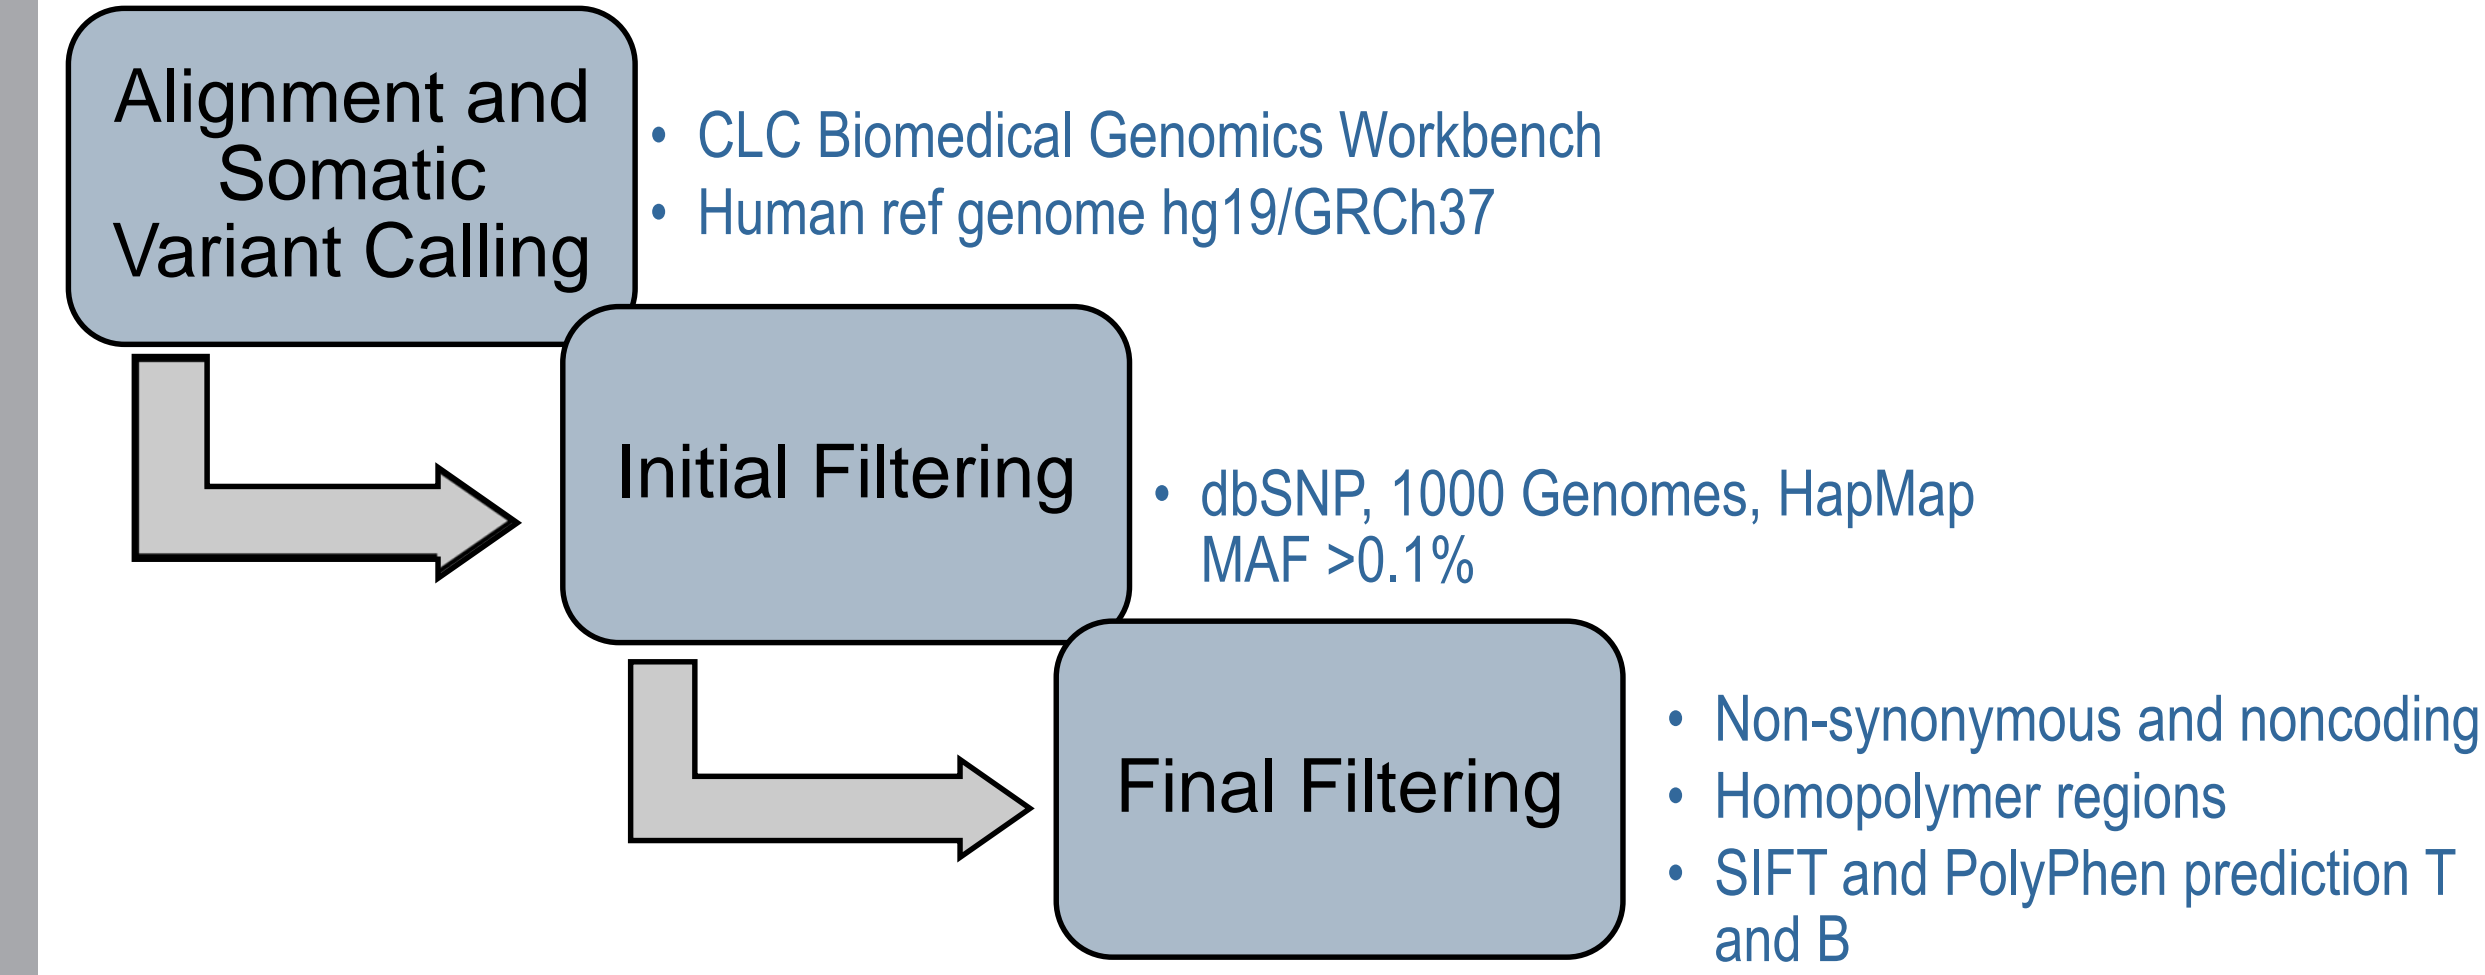 Alignment and
Somatic
Variant Calling
• CLC Biomedical Genomics Workbench
• Human ref genome hg19/GRCh37
Initial Filtering
• dbSNP, 1000 Genomes, HapMap
MAF >0.1%
Final Filtering
• Non-synonymous and noncoding
• Homopolymer regions
• SIFT and PolyPhen prediction T
and B